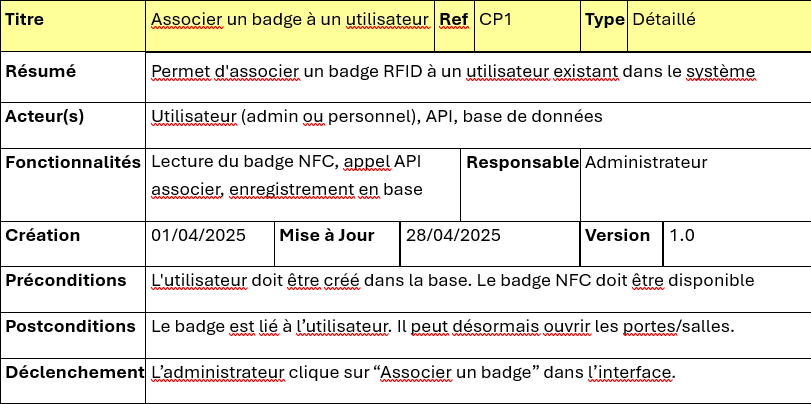 Titre Associer un badge à un utilisateur Ref CP1 Type Détaillé
Résumé Permet d'associer un badge RFID à un utilisateur existant dans le système
Acteur(s) Utilisateur (admin ou personnel), API, base de données
Fonctionnalités Lecture du badge NFC, appel API Responsable Administrateur
associer, enregistrement en base
Création 01/04/2025 Mise à Jour 28/04/2025 Version 1.0
Préconditions L'utilisateur doit être créé dans la base. Le badge NFC doit être disponible
Postconditions Le badge est lié à l’utilisateur. Il peut désormais ouvrir les portes/salles.
Déclenchement L’administrateur clique sur “Associer un badge” dans l’interface.